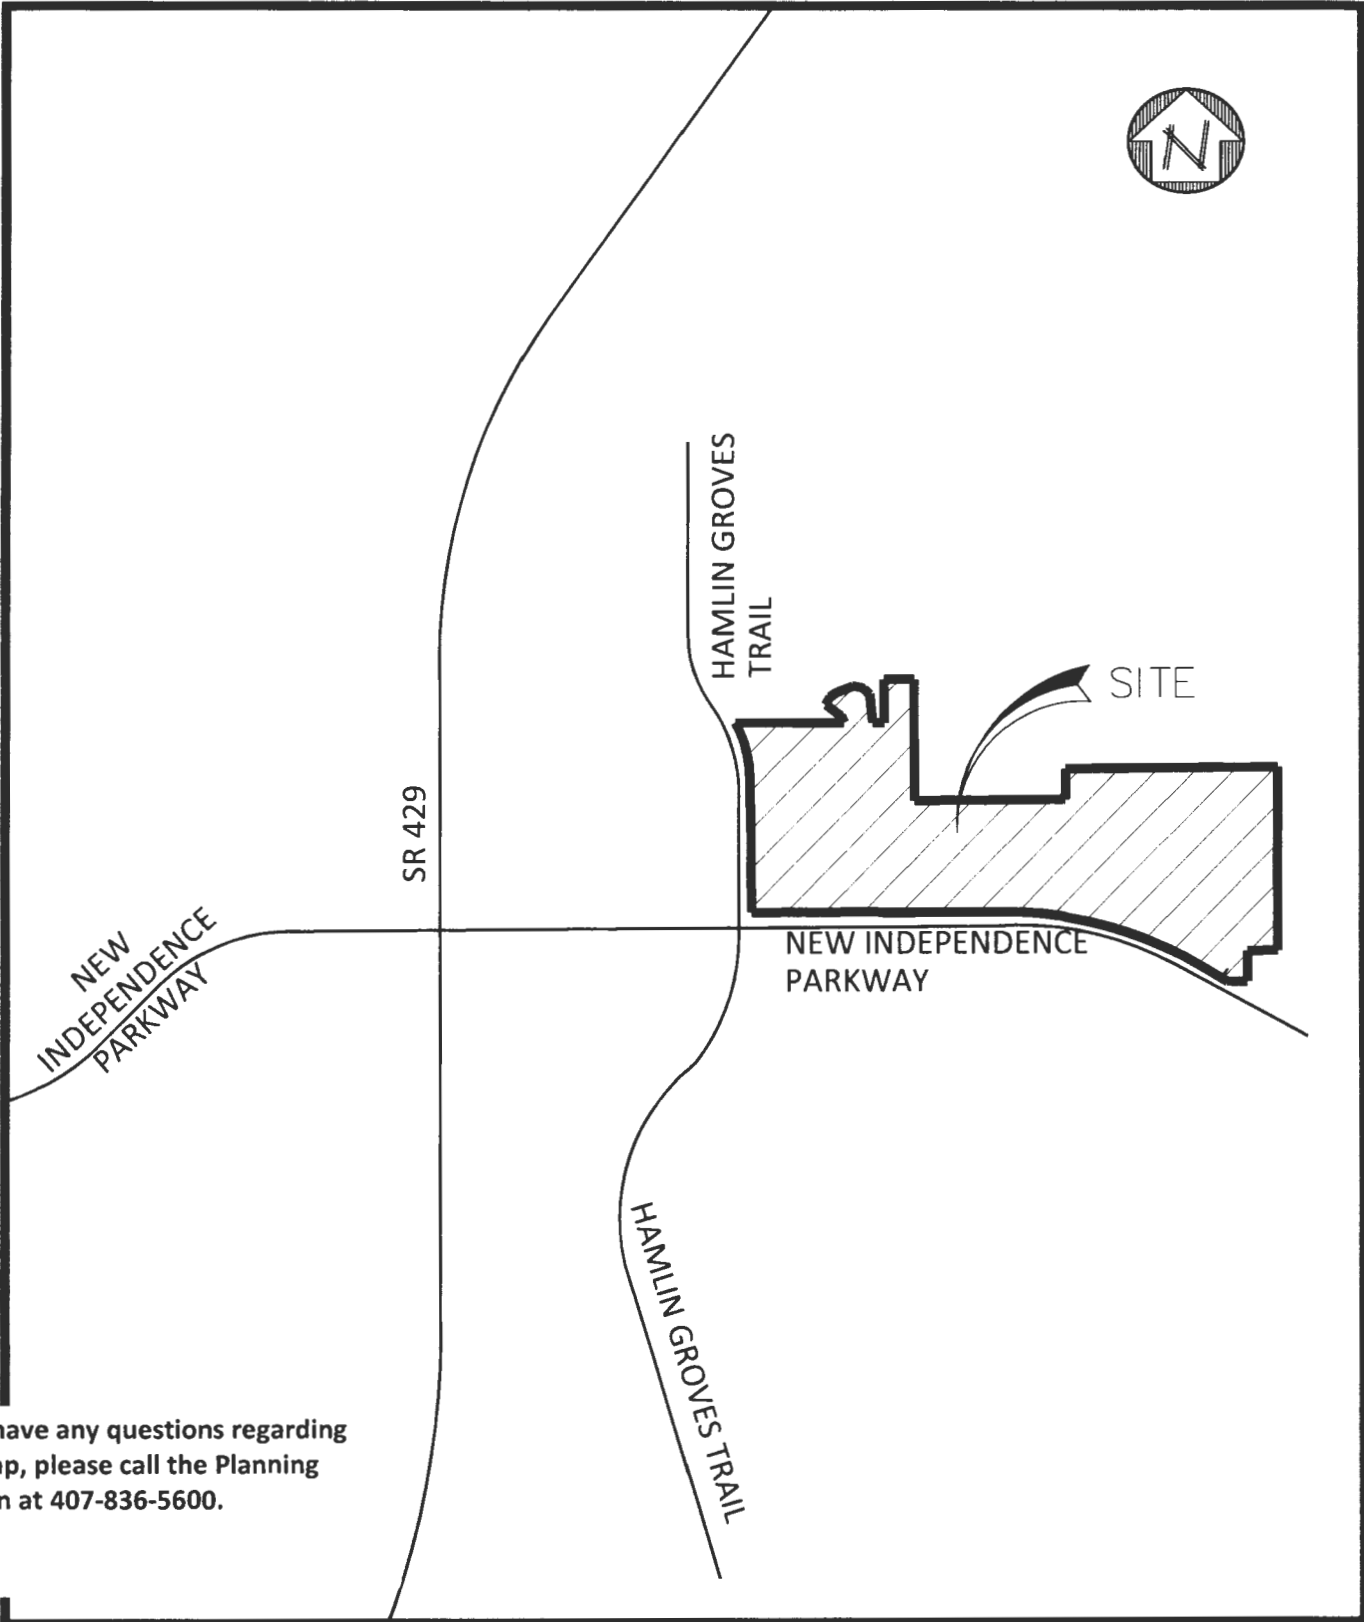 N
HAMLIN GROVES
TRAIL
SITE
SR 429
NEW
INDEPENDENCE
PARKWAY
NEW INDEPENDENCE
PARKWAY
HAMLIN GROVES TRAIL
have any questions regarding
p, please call the Planning
n at 407-836-5600.